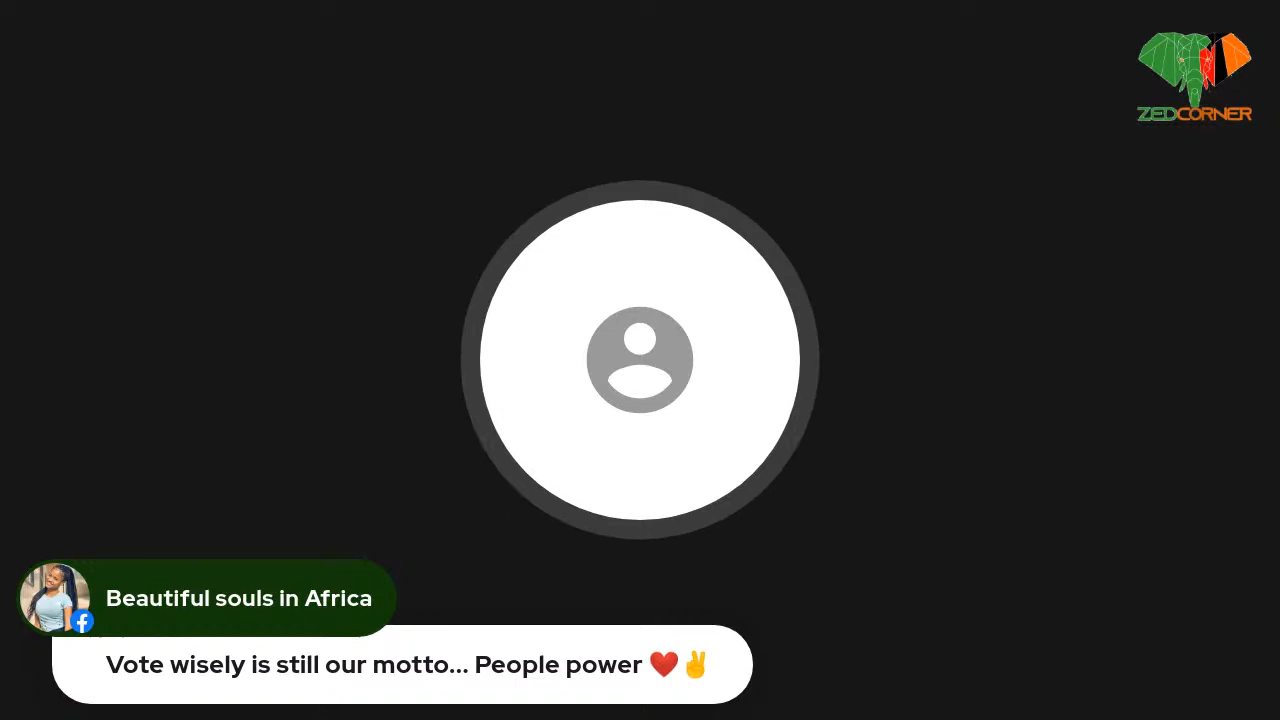 ZEDCORNER
Beautiful souls in Africa
Vote wisely is still our motto... People power ❤️✌️